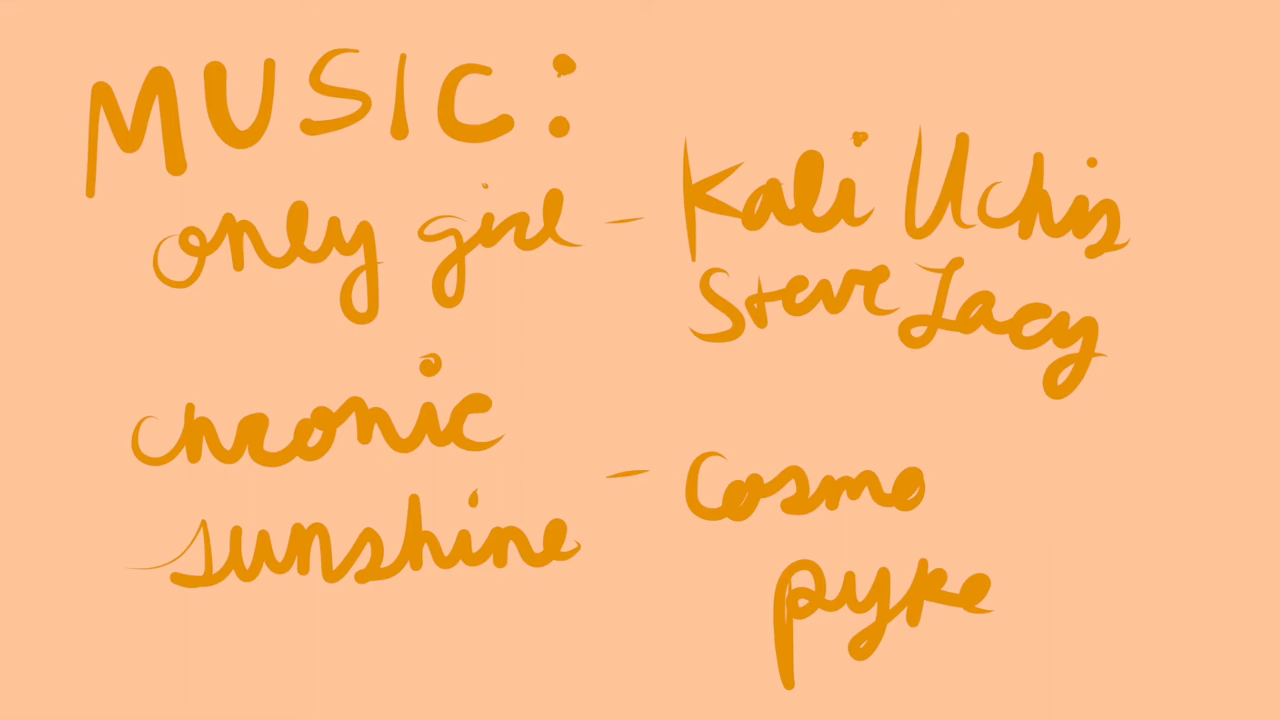 MUSIC:
only girl - Kali Uchis
Steve Lacy
chronic
sunshine - Cosmo
pyke